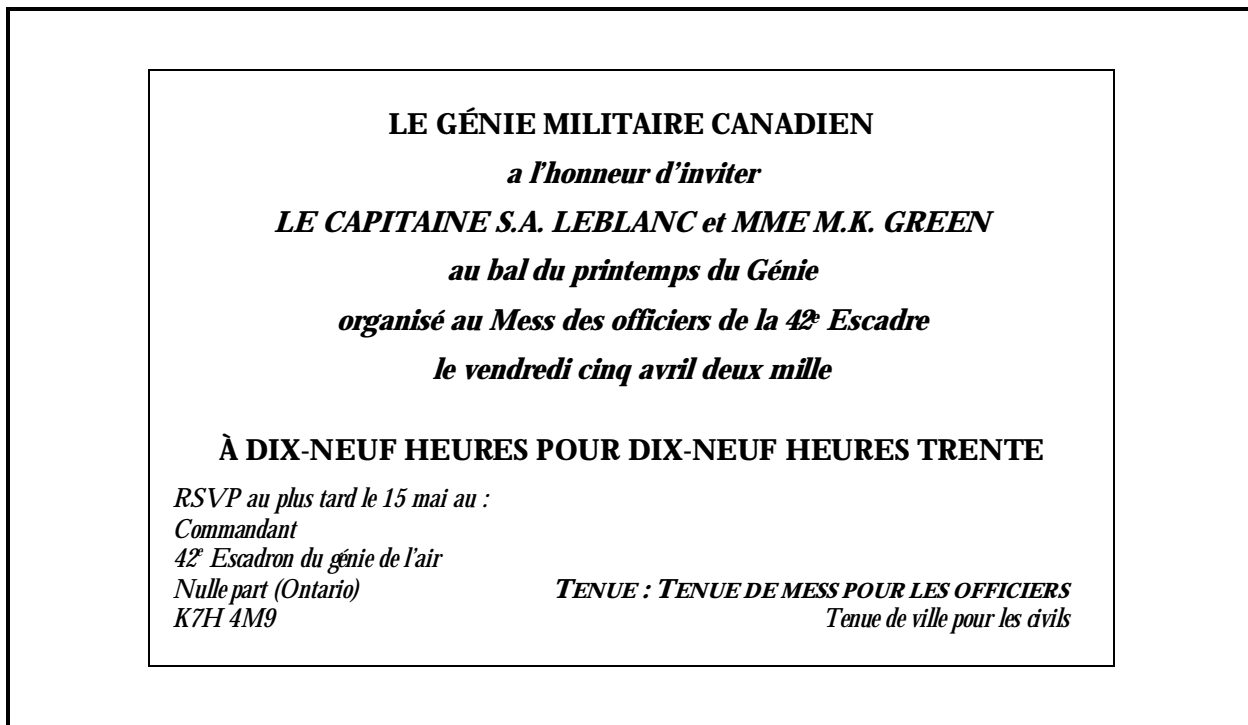 LE GÉNIE MILITAIRE CANADIEN
a l'honneur d'inviter
LE CAPITAINE S.A. LEBLANC et MME M.K. GREEN
au bal du printemps du Génie
organisé au Mess des officiers de la 42e Escadre
le vendredi cinq avril deux mille
À DIX-NEUF HEURES POUR DIX-NEUF HEURES TRENTE
RSVP au plus tard le 15 mai au :
Commandant
42e Escadron du génie de l'air
Nulle part (Ontario)
K7H 4M9
TENUE : TENUE DE MESS POUR LES OFFICIERS
Tenue de ville pour les civils